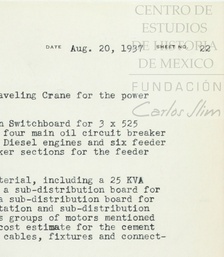 CENTRO DE
ESTUDIOS
DE HISTORIA
DE MEXICO
FUNDACIÓN
Carlos Slim
DATE Aug. 20, 1937 SHEET NO. 22
aveling Crane for the power
n Switchboard for 3 x 525
four main oil circuit breaker
Diesel engines and six feeder
ker sections for the feeder
terial, including a 25 KVA
a sub-distribution board for
a sub-distribution board for
tation and sub-distribution
s groups of motors mentioned
cost estimate for the cement
cables, fixtures and connect-